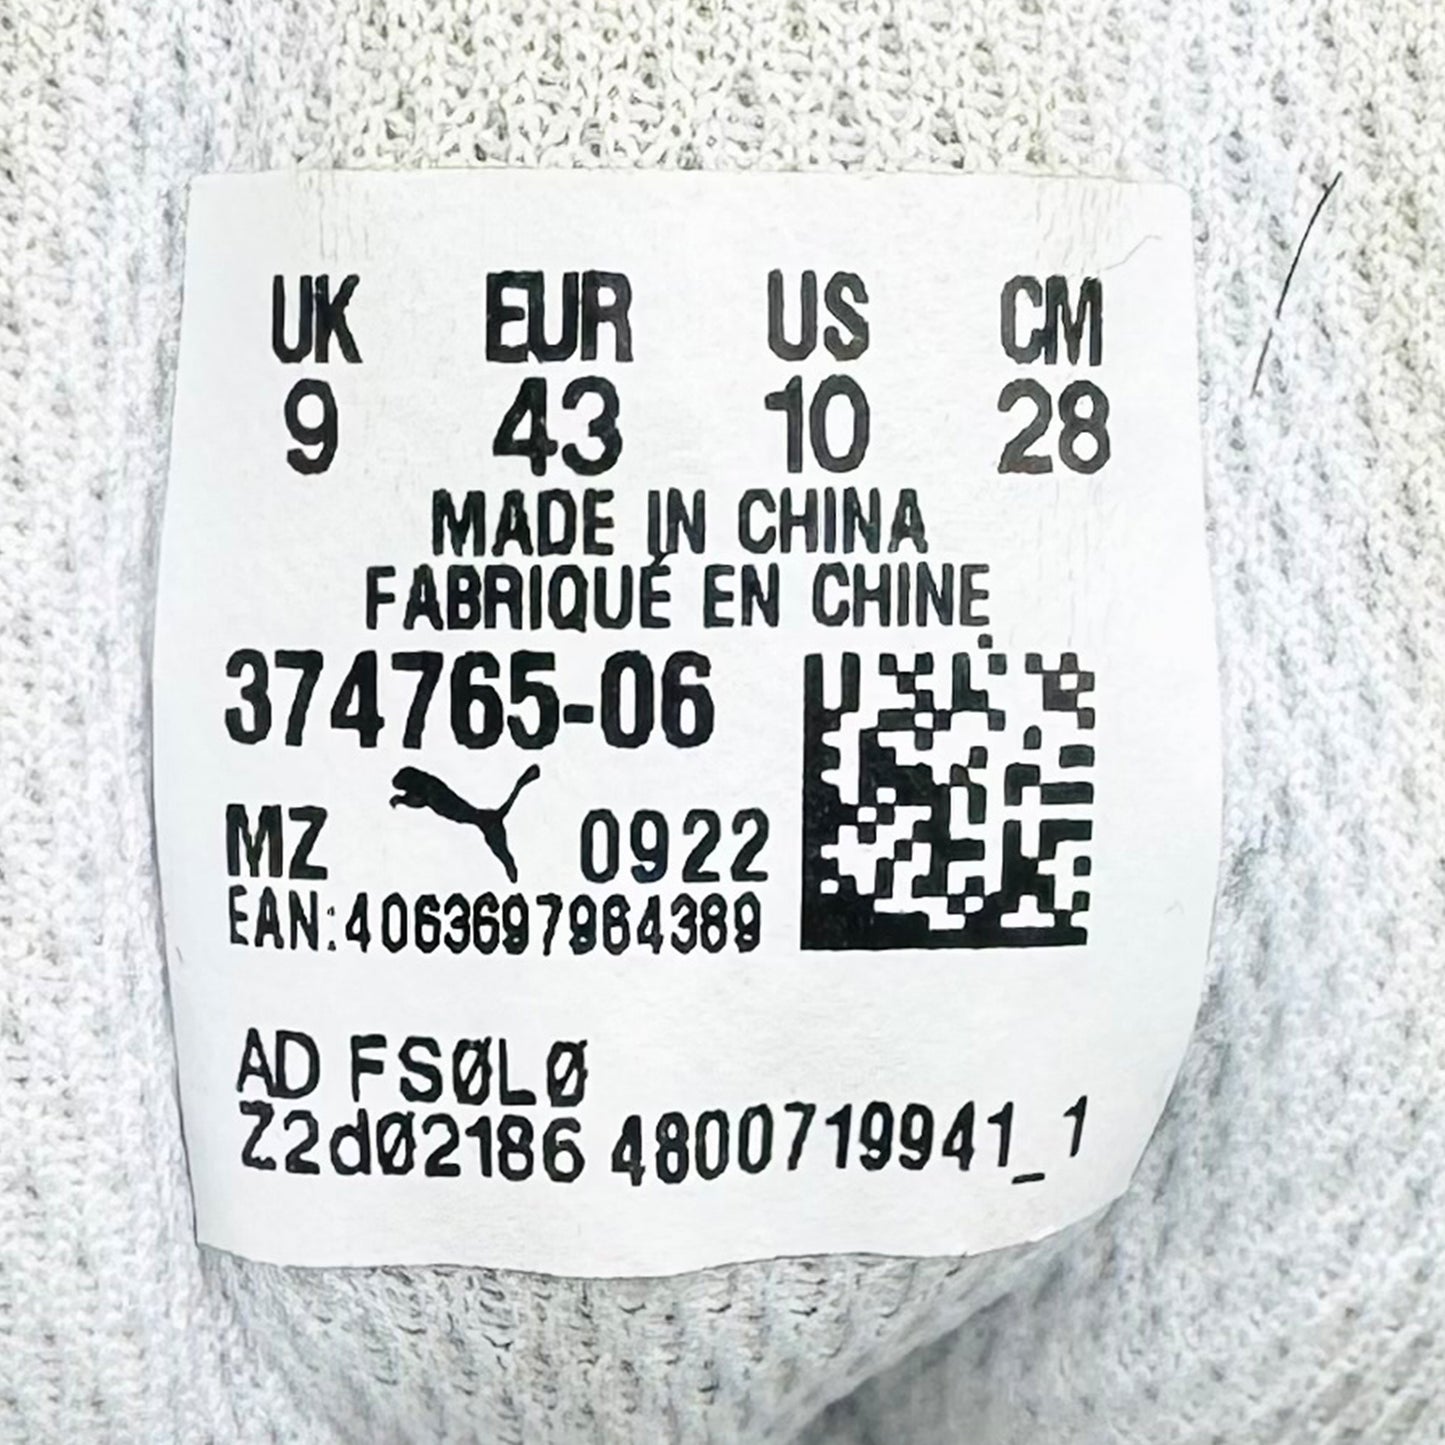 UK EUR US CM
9 43 10 28
MADE IN CHINA
FABRIQUÉ EN CHINE
374765-06
MZ 0922
EAN:4063697964389
AD FSØLØ
Z2dØ2186 4800719941_1